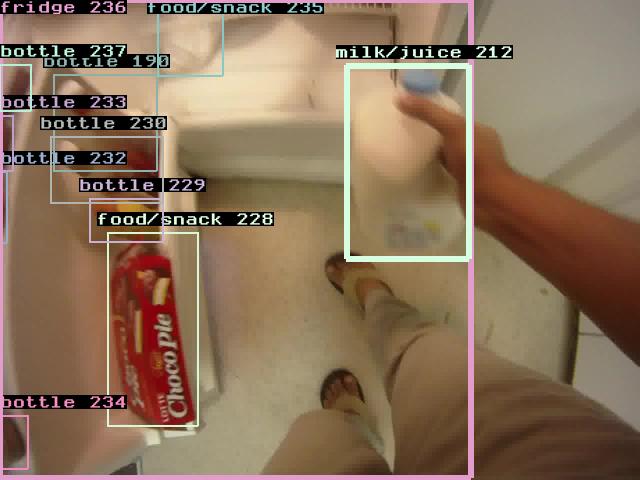 fridge 236
food/snack 235
bottle 237
bottle 190
milk/juice 212
bottle 233
bottle 230
bottle 232
bottle 229
food/snack 228
LOTTE
Choco Pie
bottle 234